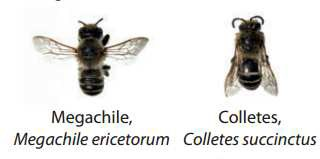 Megachile,
Megachile ericetorum
Colletes,
Colletes succinctus